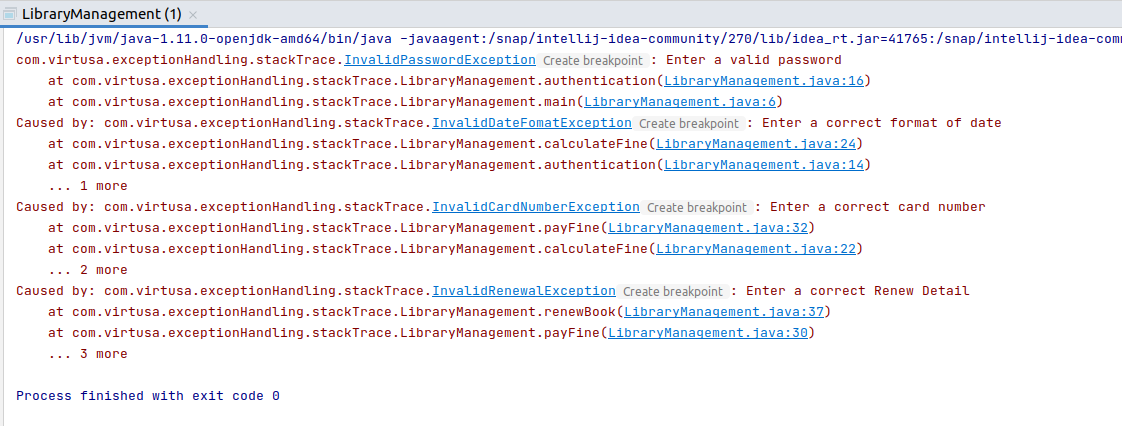 LibraryManagement (1) ×
/usr/lib/jvm/java-1.11.0-openjdk-amd64/bin/java -javaagent:/snap/intellij-idea-community/270/lib/idea_rt.jar=41765:/snap/intellij-idea-com
com.virtusa.exceptionHandling.stackTrace.InvalidPasswordException Create breakpoint : Enter a valid password
    at com.virtusa.exceptionHandling.stackTrace.LibraryManagement.authentication(LibraryManagement.java:16)
    at com.virtusa.exceptionHandling.stackTrace.LibraryManagement.main(LibraryManagement.java:6)
Caused by: com.virtusa.exceptionHandling.stackTrace.InvalidDateFomatException Create breakpoint : Enter a correct format of date
    at com.virtusa.exceptionHandling.stackTrace.LibraryManagement.calculateFine(LibraryManagement.java:24)
    at com.virtusa.exceptionHandling.stackTrace.LibraryManagement.authentication(LibraryManagement.java:14)
    ... 1 more
Caused by: com.virtusa.exceptionHandling.stackTrace.InvalidCardNumberException Create breakpoint : Enter a correct card number
    at com.virtusa.exceptionHandling.stackTrace.LibraryManagement.payFine(LibraryManagement.java:32)
    at com.virtusa.exceptionHandling.stackTrace.LibraryManagement.calculateFine(LibraryManagement.java:22)
    ... 2 more
Caused by: com.virtusa.exceptionHandling.stackTrace.InvalidRenewalException Create breakpoint : Enter a correct Renew Detail
    at com.virtusa.exceptionHandling.stackTrace.LibraryManagement.renewBook(LibraryManagement.java:37)
    at com.virtusa.exceptionHandling.stackTrace.LibraryManagement.payFine(LibraryManagement.java:30)
    ... 3 more
Process finished with exit code 0